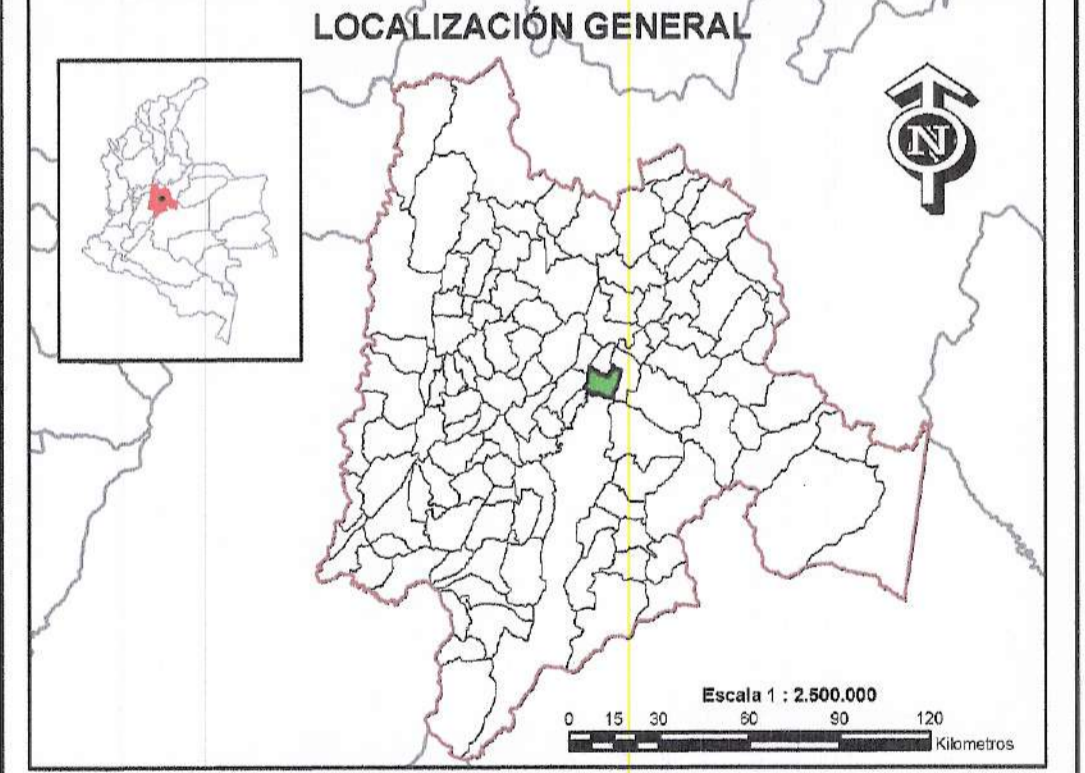 LOCALIZACIÓN GENERAL
N
Escala 1 : 2.500.000
0 15 30 60 90 120
Kilometros